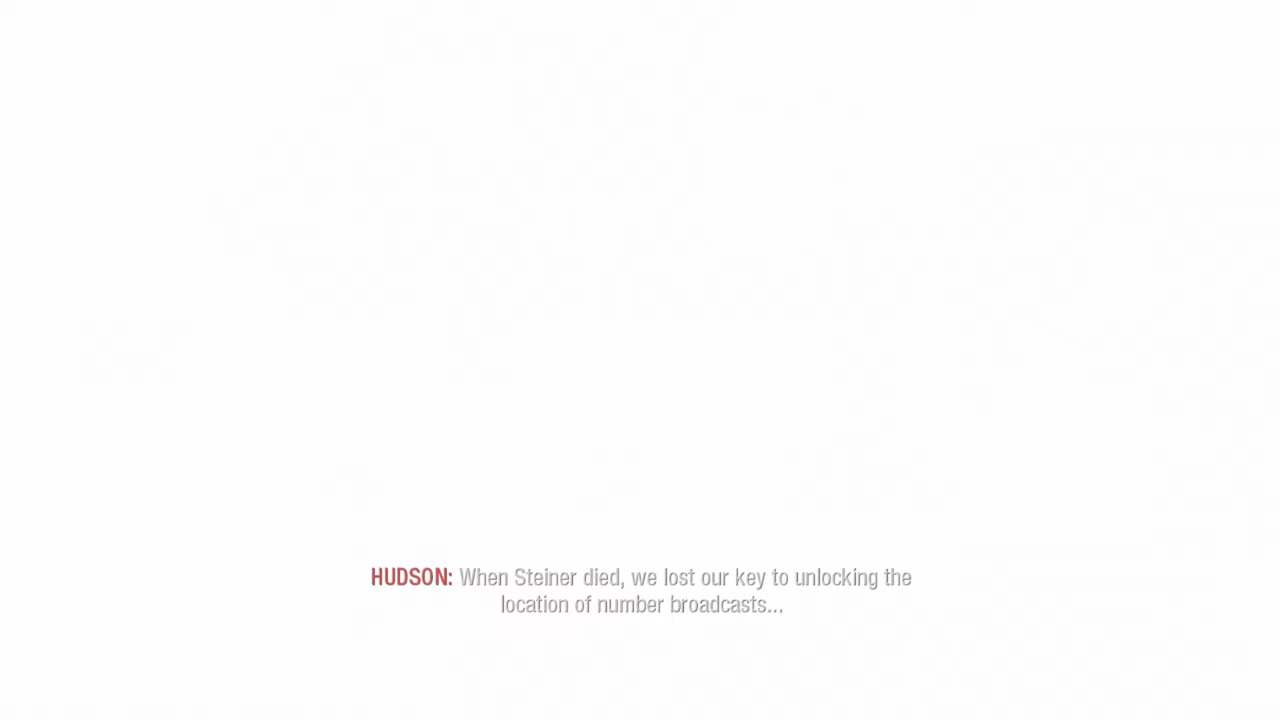 HUDSON: When Steiner died, we lost our key to unlocking the
location of number broadcasts...